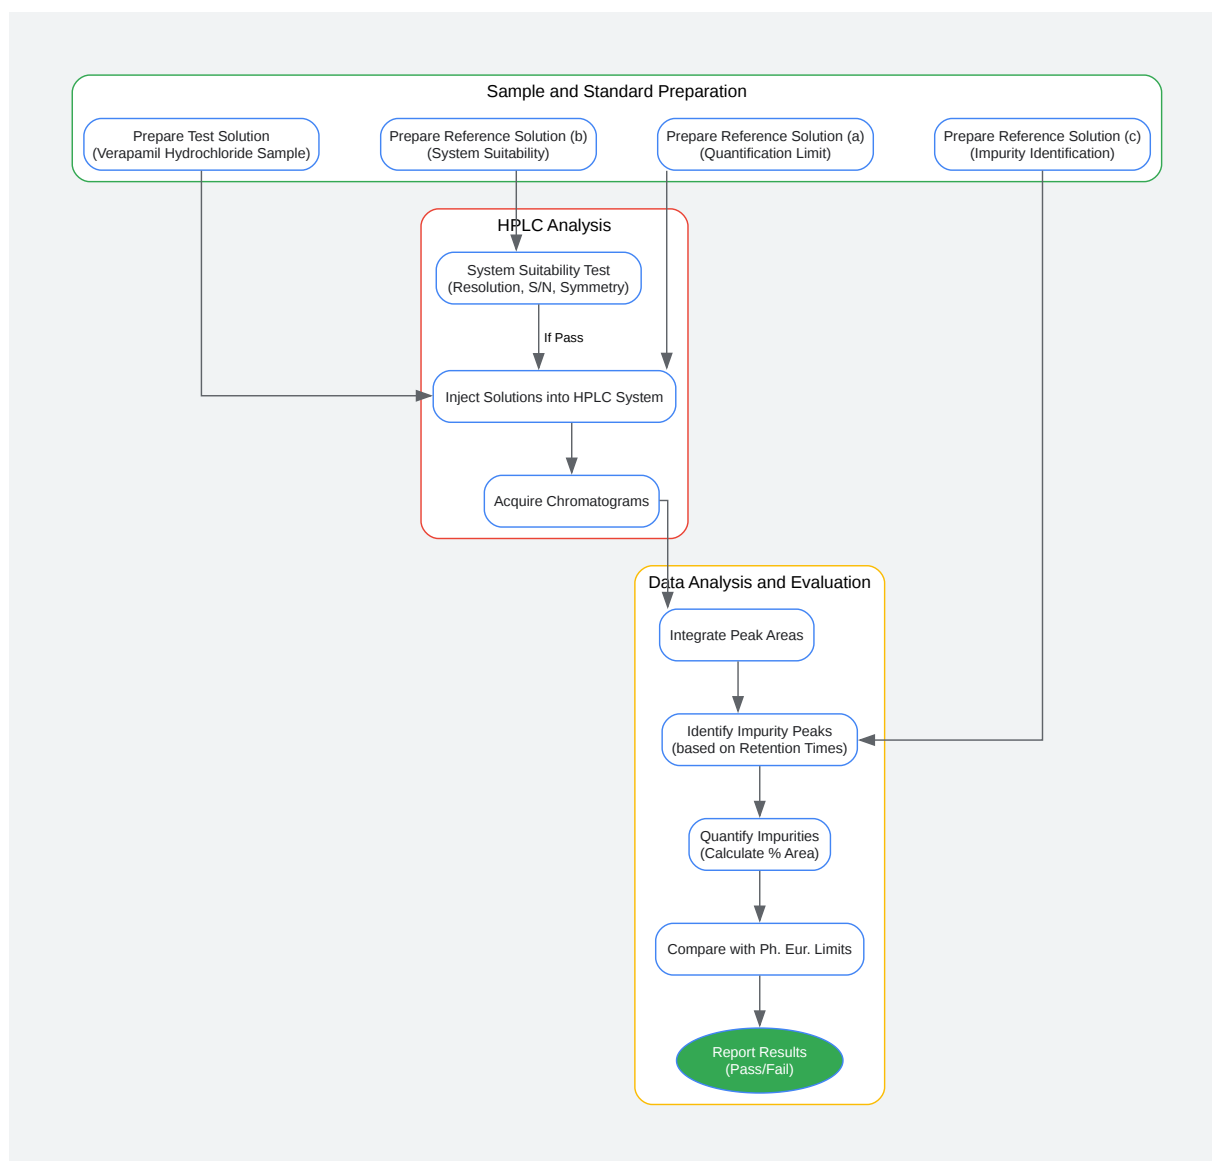 Sample and Standard Preparation
Prepare Test Solution
(Verapamil Hydrochloride Sample)
Prepare Reference Solution (b)
(System Suitability)
Prepare Reference Solution (a)
(Quantification Limit)
Prepare Reference Solution (c)
(Impurity Identification)
HPLC Analysis
System Suitability Test
(Resolution, S/N, Symmetry)
If Pass
Inject Solutions into HPLC System
Acquire Chromatograms
Data Analysis and Evaluation
Integrate Peak Areas
Identify Impurity Peaks
(based on Retention Times)
Quantify Impurities
(Calculate % Area)
Compare with Ph. Eur. Limits
Report Results
(Pass/Fail)